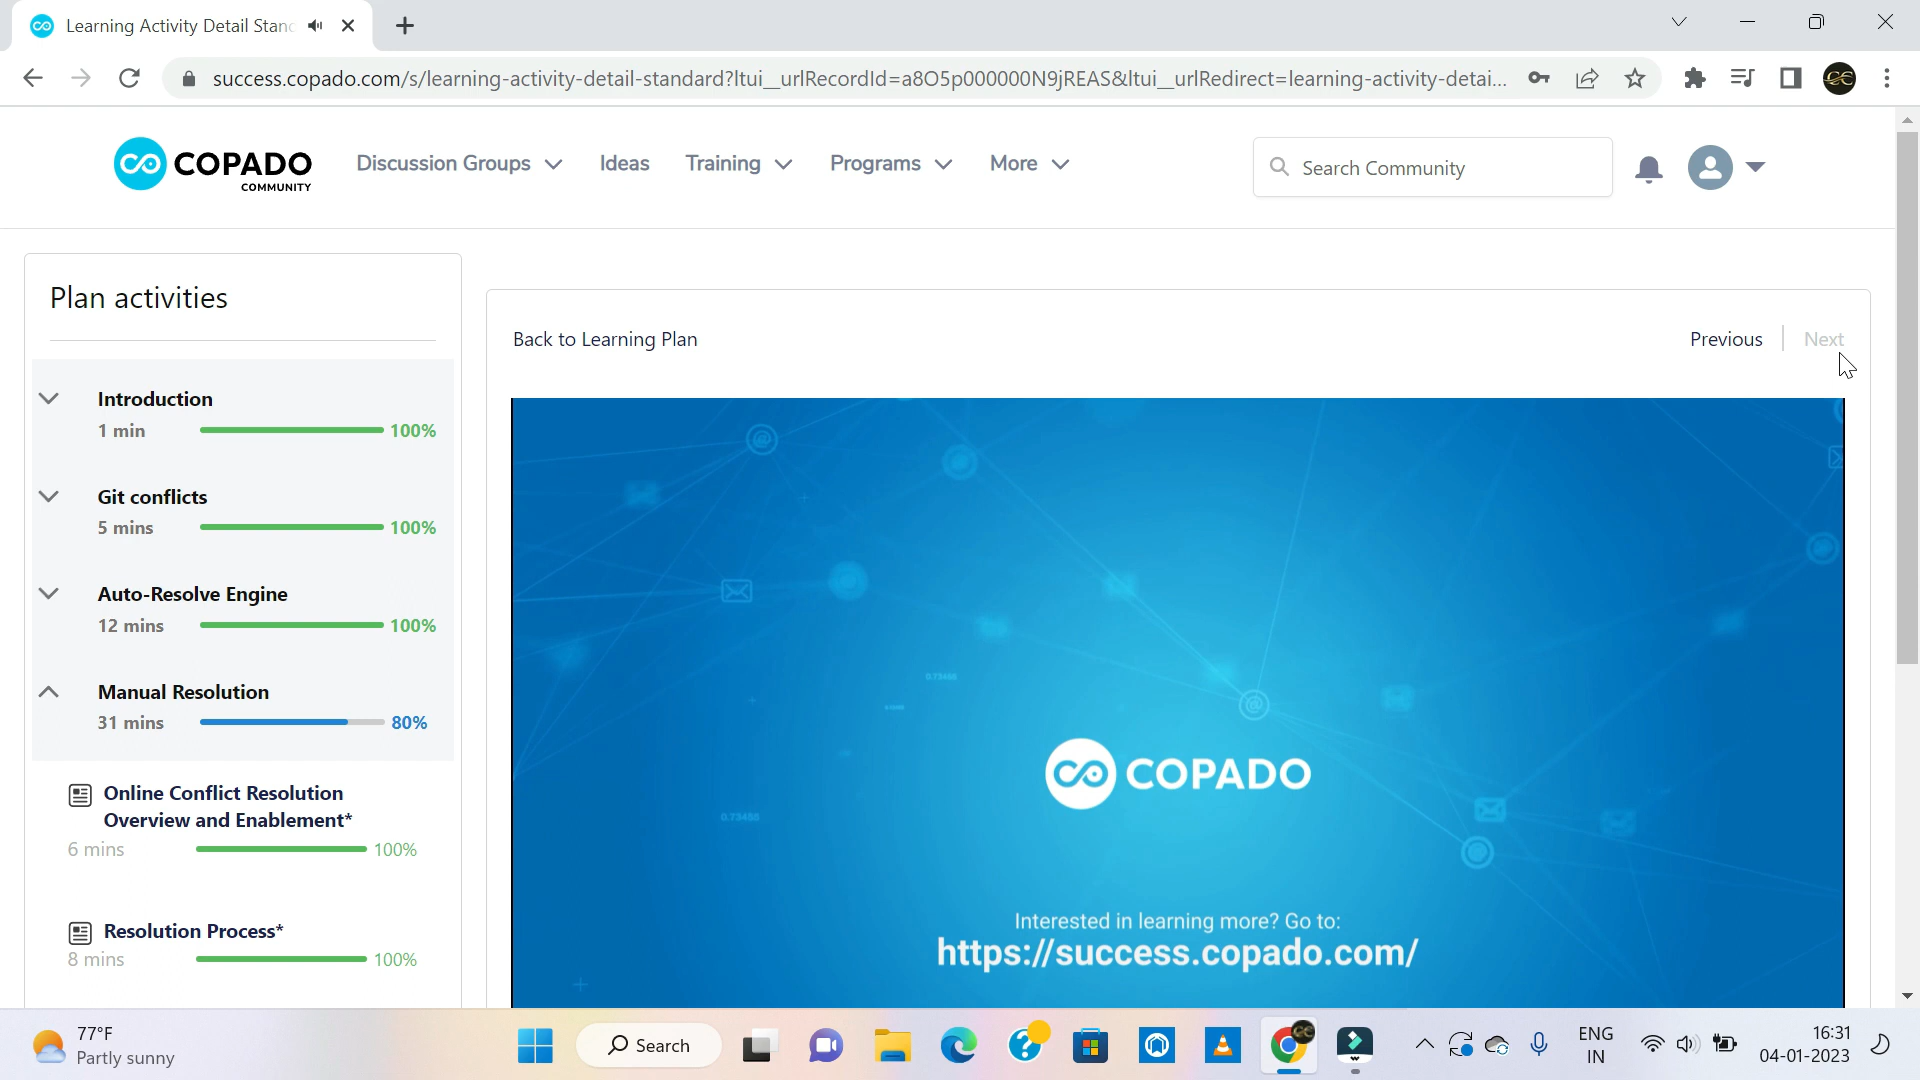 Learning Activity Detail Stand
success.copado.com/s/learning-activity-detail-standard?ltui__urlRecordId=a8O5p000000N9jREAS&ltui__urlRedirect=learning-activity-detai...
COPADO
COMMUNITY
Discussion Groups
Ideas
Training
Programs
More
Search Community
Plan activities
Introduction
1 min
100%
Git conflicts
5 mins
100%
Auto-Resolve Engine
12 mins
100%
Manual Resolution
31 mins
80%
Online Conflict Resolution
Overview and Enablement*
6 mins
100%
Resolution Process*
8 mins
100%
Back to Learning Plan
Previous
Next
COPADO
Interested in learning more? Go to:
https://success.copado.com/
77°F
Partly sunny
Search
ENG
IN
16:31
04-01-2023